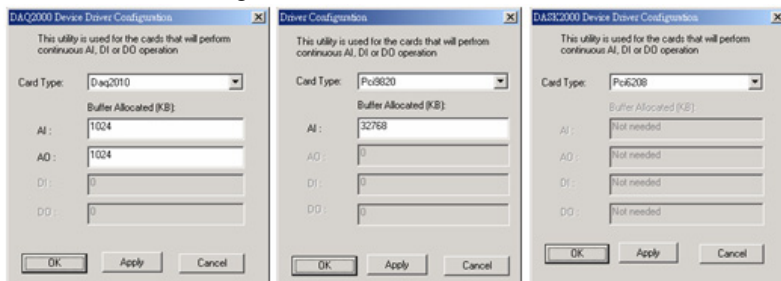 DAQ2000 Device Driver Configuration
This utility is used for the cards that will perform
continuous AI, DI or DO operation
Card Type:
Daq2010
Buffer Allocated (KB):
AI :
1024
AO :
1024
DI :
0
DO :
0
OK
Apply
Cancel
Driver Configuration
This utility is used for the cards that will perfrom
continuous AI, DI or DO operation
Card Type:
Pci9820
Buffer Allocated (KB):
AI :
32768
AO :
0
DI :
0
DO :
0
OK
Apply
Cancel
DASK2000 Device Driver Configuration
This utility is used for the cards that will perfrom
continuous AI, DI or DO operation
Card Type:
Pci6208
Buffer Allocated (KB):
AI :
Not needed
AO :
Not needed
DI :
Not needed
DO :
Not needed
OK
Apply
Cancel